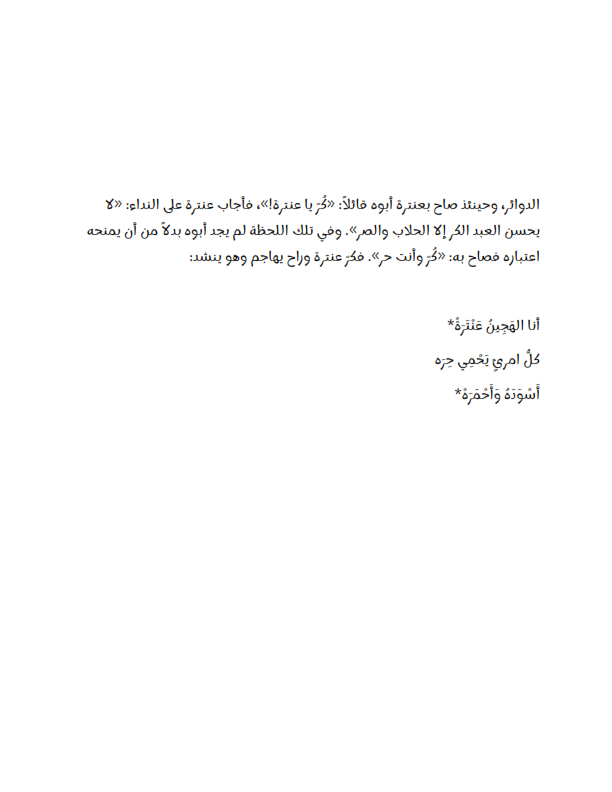 الدوائر، وحينئذ صاح بعنترة أبوه قائلاً: «كُرّ يا عنترة!»، فأجاب عنترة على النداء: «لا
يحسن العبد الكر إلا الحلاب والصر». وفي تلك اللحظة لم يجد أبوه بدلاً من أن يمنحه
اعتباره فصاح به: «كُرّ وأنت حر». فكرّ عنترة وراح يهاجم وهو ينشد:
أنا الهَجِينُ عَنْتَرَةْ*
كلُّ امرئٍ يَحْمِي حِرَه
أَسْوَدَهُ وَأَحْمَرَهْ*